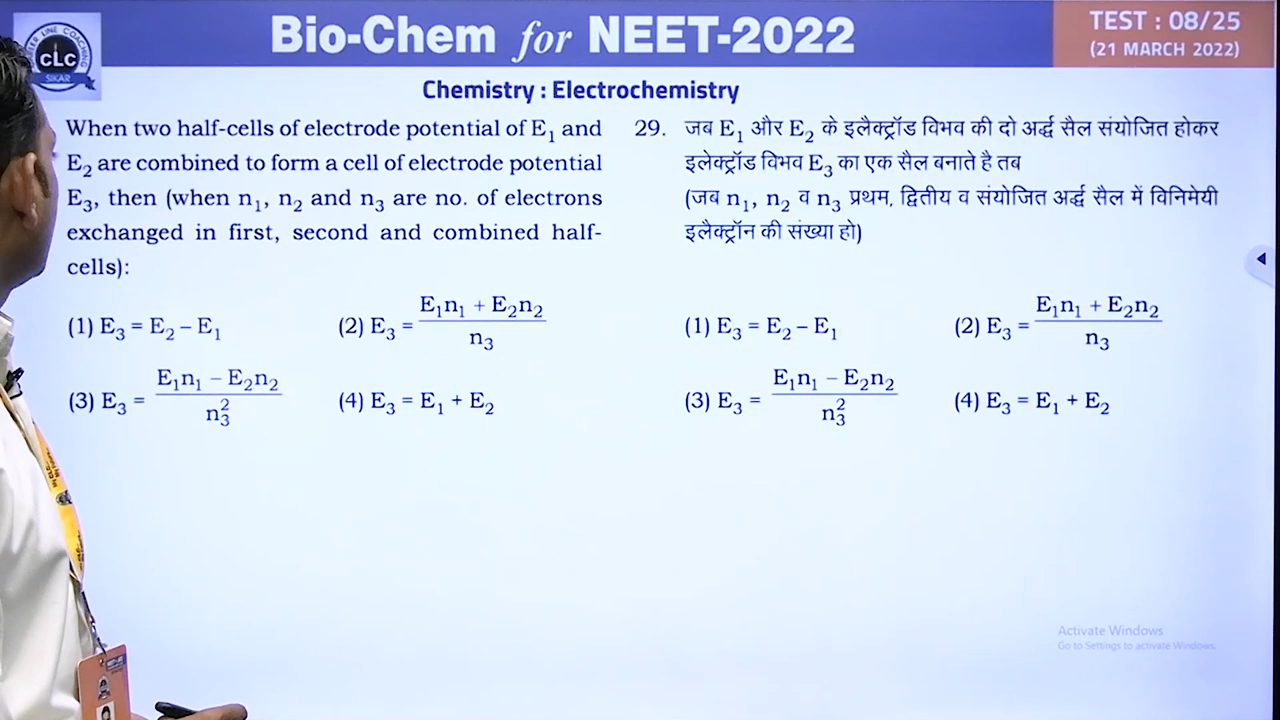 Bio-Chem for NEET-2022
TEST : 08/25
(21 MARCH 2022)
CLC
SIKAR
Chemistry : Electrochemistry
When two half-cells of electrode potential of E₁ and
E₂ are combined to form a cell of electrode potential
E₃, then (when n₁, n₂ and n₃ are no. of electrons
exchanged in first, second and combined half-
cells):
(1) E₃ = E₂ – E₁ (2) E₃ = (E₁n₁ + E₂n₂)/n₃
(3) E₃ = (E₁n₁ – E₂n₂)/n₃² (4) E₃ = E₁ + E₂
29. जब E₁ और E₂ के इलैक्ट्रॉड विभव की दो अर्द्ध सैल संयोजित होकर
इलेक्ट्रॉड विभव E₃ का एक सैल बनाते है तब
(जब n₁, n₂ व n₃ प्रथम, द्वितीय व संयोजित अर्द्ध सैल में विनिमेयी
इलैक्ट्रॉन की संख्या हो)
(1) E₃ = E₂ – E₁ (2) E₃ = (E₁n₁ + E₂n₂)/n₃
(3) E₃ = (E₁n₁ – E₂n₂)/n₃² (4) E₃ = E₁ + E₂
Activate Windows
Go to Settings to activate Windows.